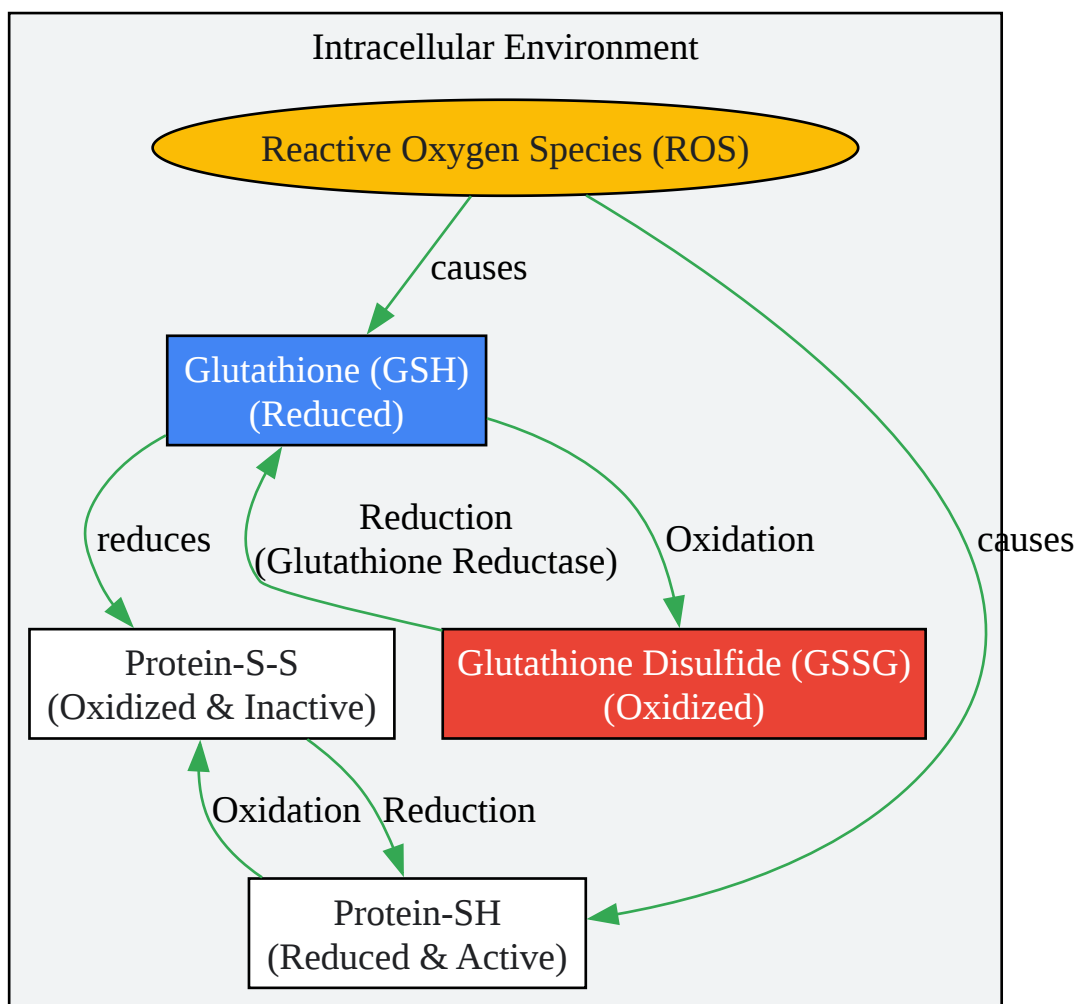 Intracellular Environment
Reactive Oxygen Species (ROS)
causes
Glutathione (GSH)
(Reduced)
reduces
Reduction
(Glutathione Reductase)
Oxidation
causes
Protein-S-S
(Oxidized & Inactive)
Glutathione Disulfide (GSSG)
(Oxidized)
Oxidation
Reduction
Protein-SH
(Reduced & Active)